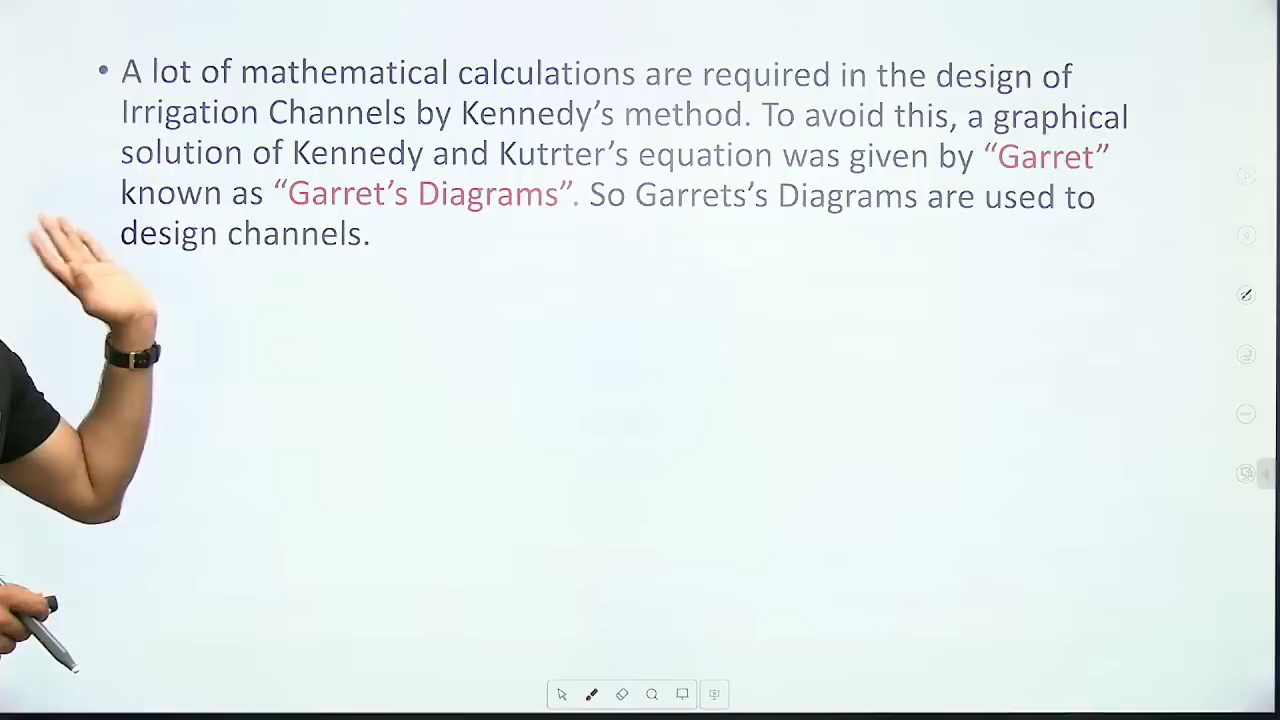 • A lot of mathematical calculations are required in the design of
Irrigation Channels by Kennedy's method. To avoid this, a graphical
solution of Kennedy and Kutrter's equation was given by “Garret”
known as “Garret's Diagrams”. So Garrets's Diagrams are used to
design channels.